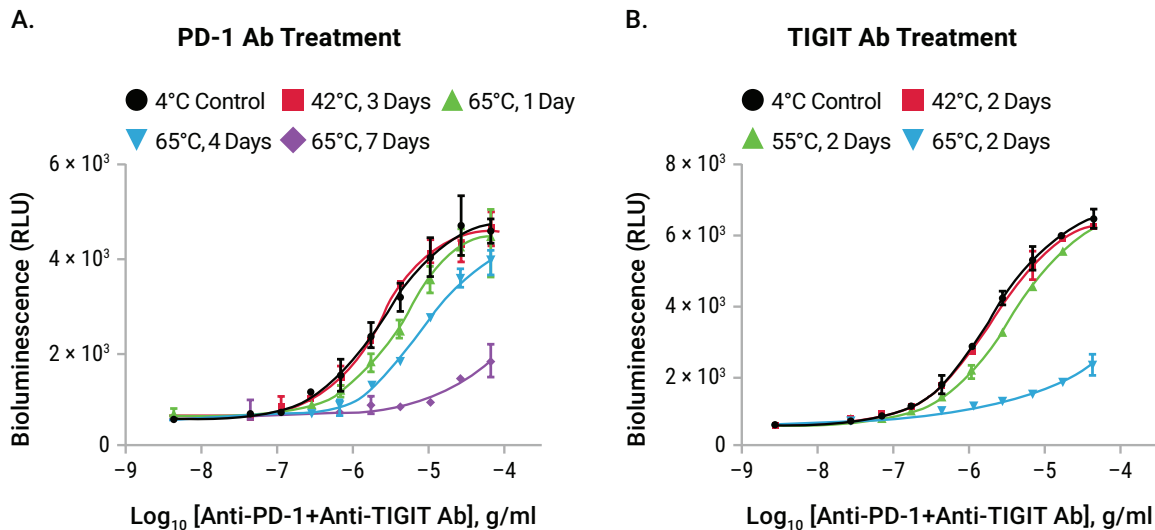 A.
PD-1 Ab Treatment
4°C Control 42°C, 3 Days 65°C, 1 Day
65°C, 4 Days 65°C, 7 Days
Bioluminescence (RLU)
6 × 10³
4 × 10³
2 × 10³
0
–9 –8 –7 –6 –5 –4
Log₁₀ [Anti-PD-1+Anti-TIGIT Ab], g/ml
B.
TIGIT Ab Treatment
4°C Control 42°C, 2 Days
55°C, 2 Days 65°C, 2 Days
Bioluminescence (RLU)
8 × 10³
6 × 10³
4 × 10³
2 × 10³
0
–9 –8 –7 –6 –5 –4
Log₁₀ [Anti-PD-1+Anti-TIGIT Ab], g/ml